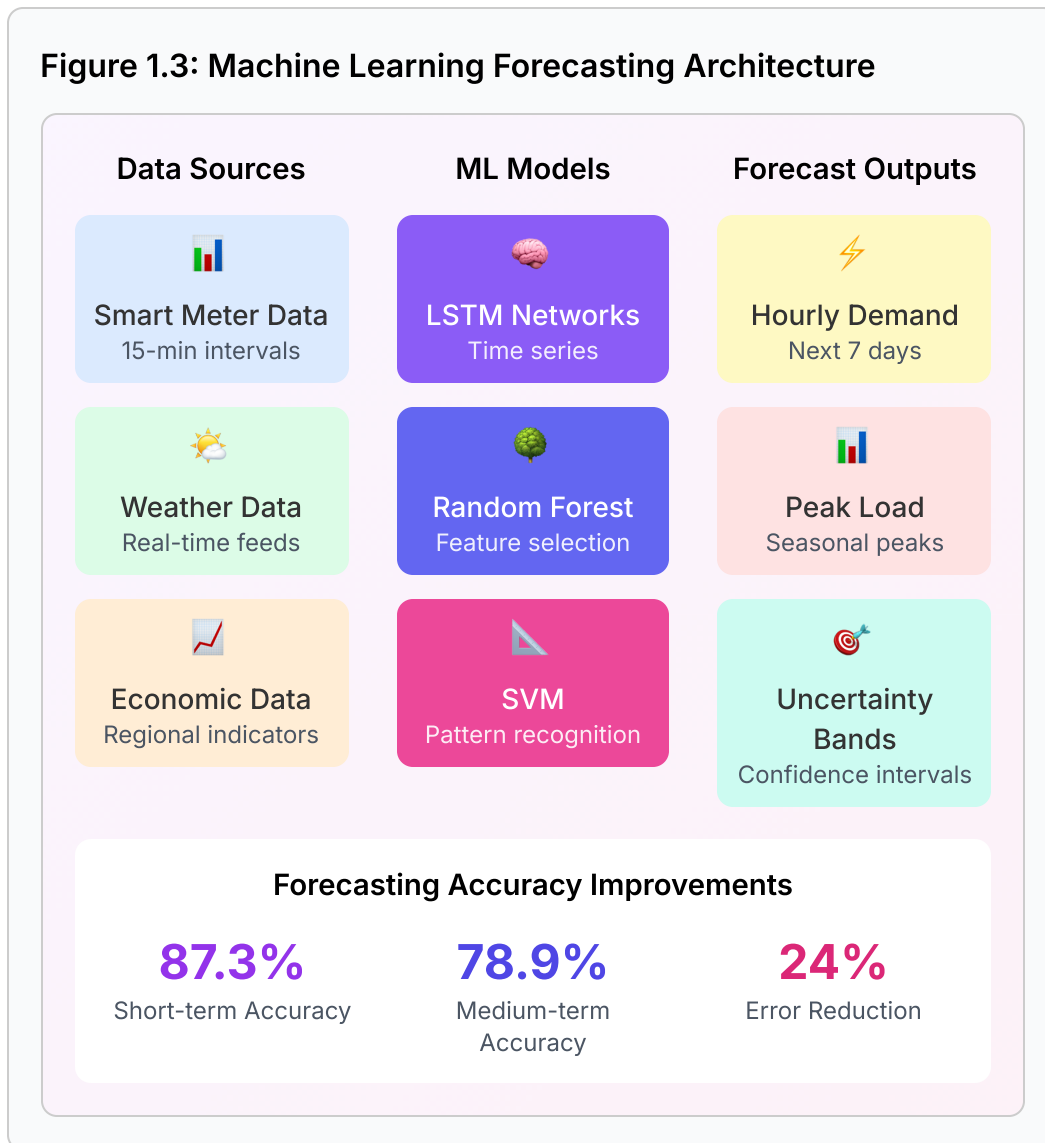 Figure 1.3: Machine Learning Forecasting Architecture
Data Sources
Smart Meter Data
15-min intervals
Weather Data
Real-time feeds
Economic Data
Regional indicators
ML Models
LSTM Networks
Time series
Random Forest
Feature selection
SVM
Pattern recognition
Forecast Outputs
Hourly Demand
Next 7 days
Peak Load
Seasonal peaks
Uncertainty
Bands
Confidence intervals
Forecasting Accuracy Improvements
87.3%
Short-term Accuracy
78.9%
Medium-term
Accuracy
24%
Error Reduction